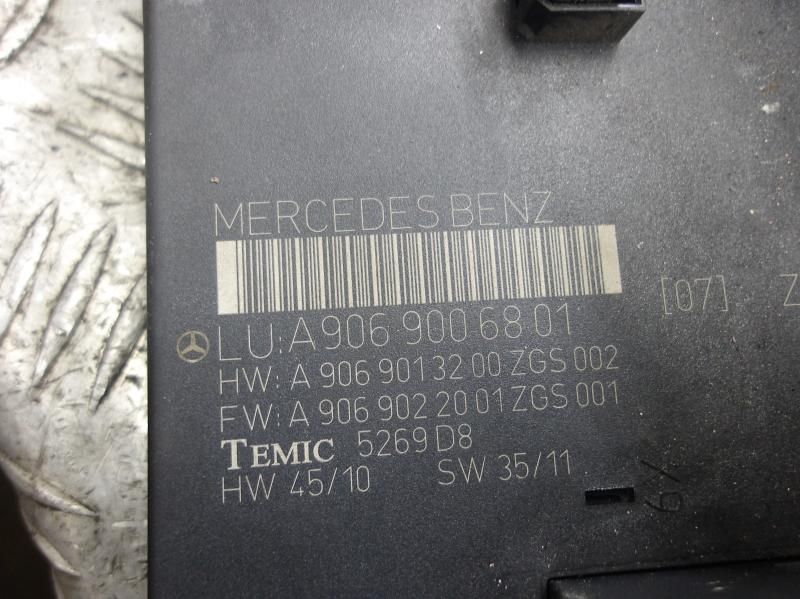 MERCEDES BENZ
[07] Z
LU: A 906 900 68 01
HW: A 906 901 32 00 ZGS 002
FW: A 906 902 20 01 ZGS 001
TEMIC 5269 D8
HW 45/10 SW 35/11